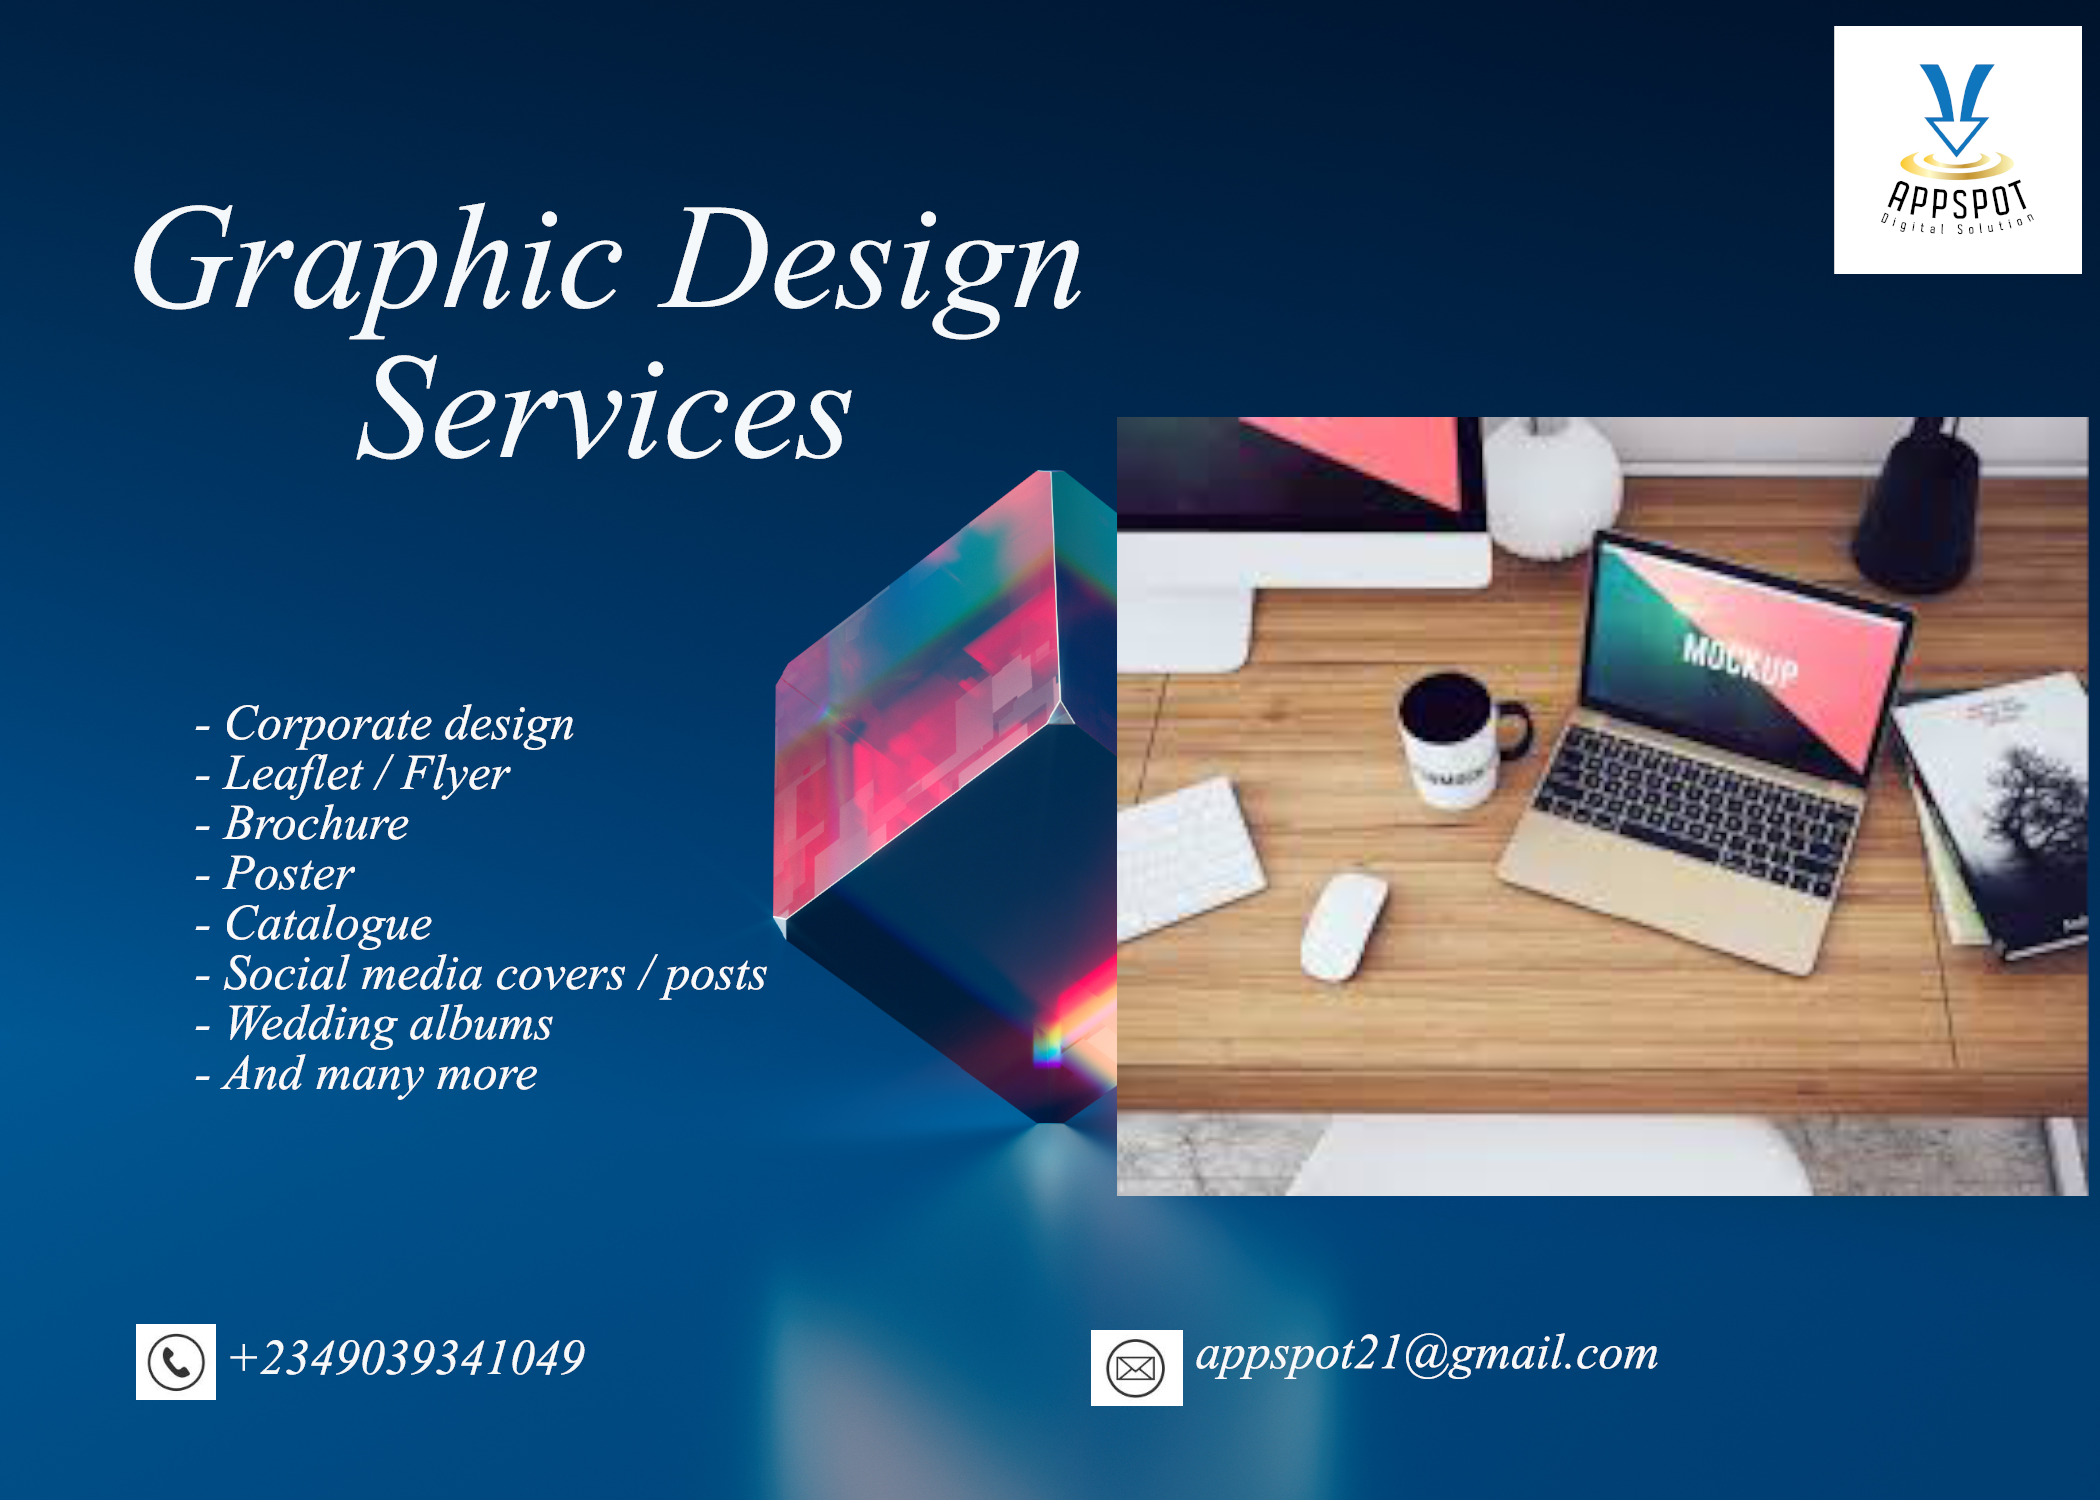 APPSPOT
Digital Solution
Graphic Design
Services
- Corporate design
- Leaflet / Flyer
- Brochure
- Poster
- Catalogue
- Social media covers / posts
- Wedding albums
- And many more
MOCKUP
+2349039341049
appspot21@gmail.com